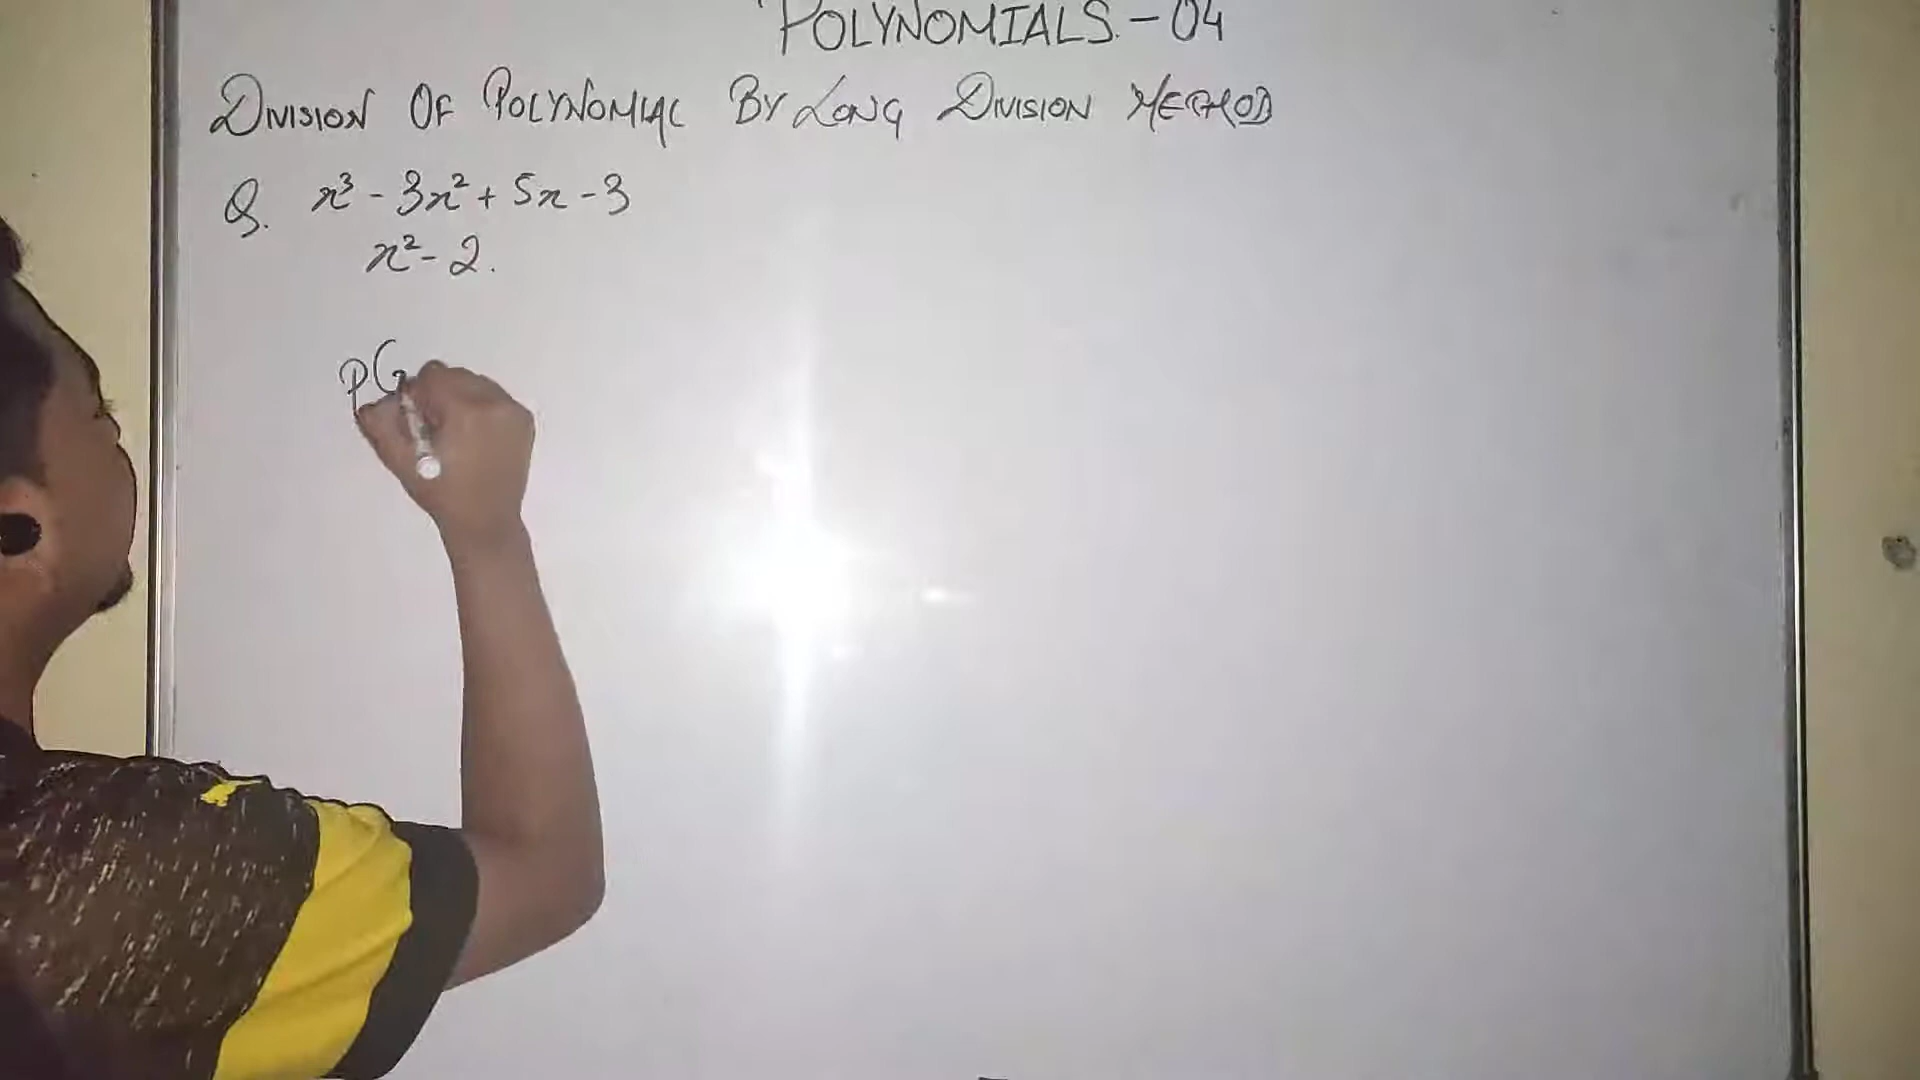 POLYNOMIALS - 04
DIVISION OF POLYNOMIAL BY LONG DIVISION METHOD
Q. x³ - 3x² + 5x - 3
x² - 2.
P(x